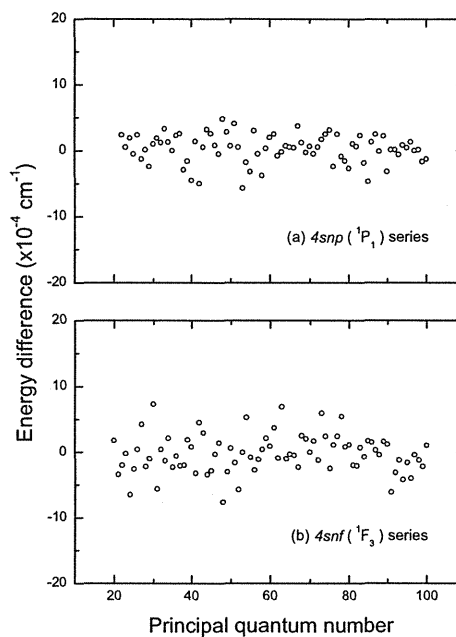 20
10
0
-10
-20
(a) 4snp (¹P₁) series
Energy difference (x10⁻⁴ cm⁻¹)
20
10
0
-10
-20
(b) 4snf (¹F₃) series
20 40 60 80 100
Principal quantum number